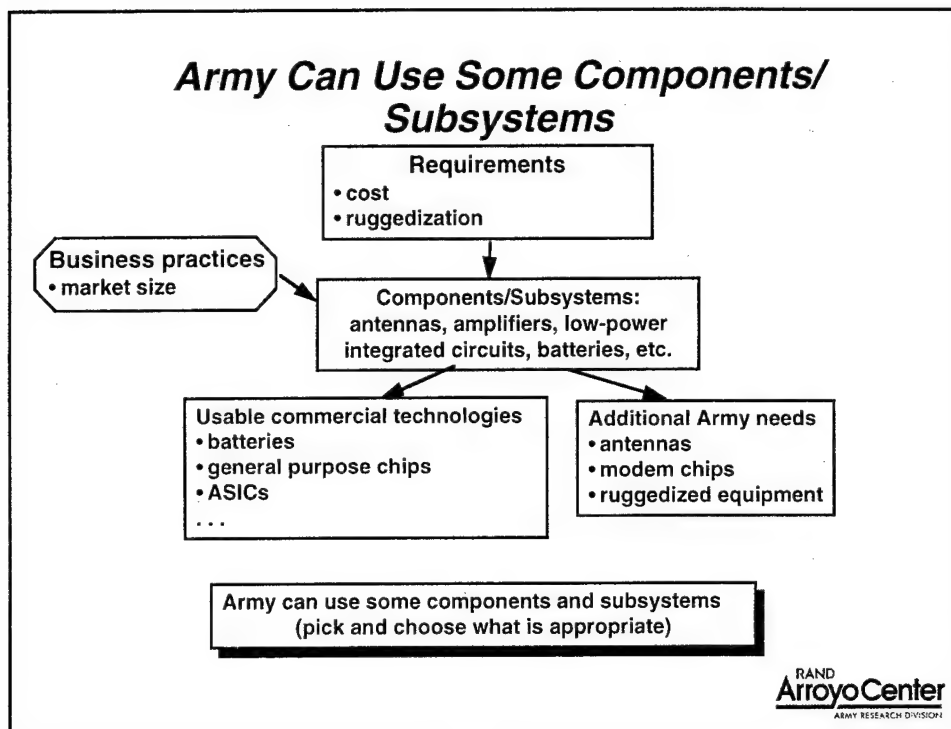 Army Can Use Some Components/
Subsystems
Requirements
• cost
• ruggedization
Business practices
• market size
Components/Subsystems:
antennas, amplifiers, low-power
integrated circuits, batteries, etc.
Usable commercial technologies
• batteries
• general purpose chips
• ASICs
. . .
Additional Army needs
• antennas
• modem chips
• ruggedized equipment
Army can use some components and subsystems
(pick and choose what is appropriate)
RAND
Arroyo Center
ARMY RESEARCH DIVISION